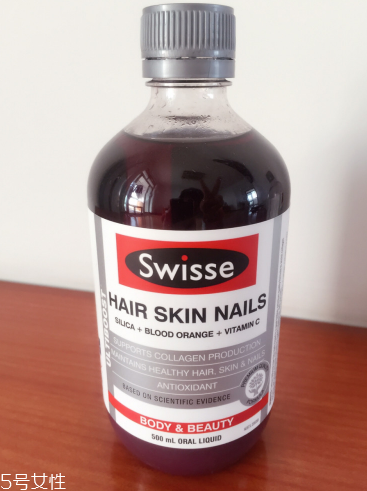 Swisse
ULTIBOOST
HAIR SKIN NAILS
SILICA + BLOOD ORANGE + VITAMIN C
SUPPORTS COLLAGEN PRODUCTION
MAINTAINS HEALTHY HAIR, SKIN & NAILS
ANTIOXIDANT
BASED ON SCIENTIFIC EVIDENCE
BODY & BEAUTY
500 mL ORAL LIQUID
5号女性